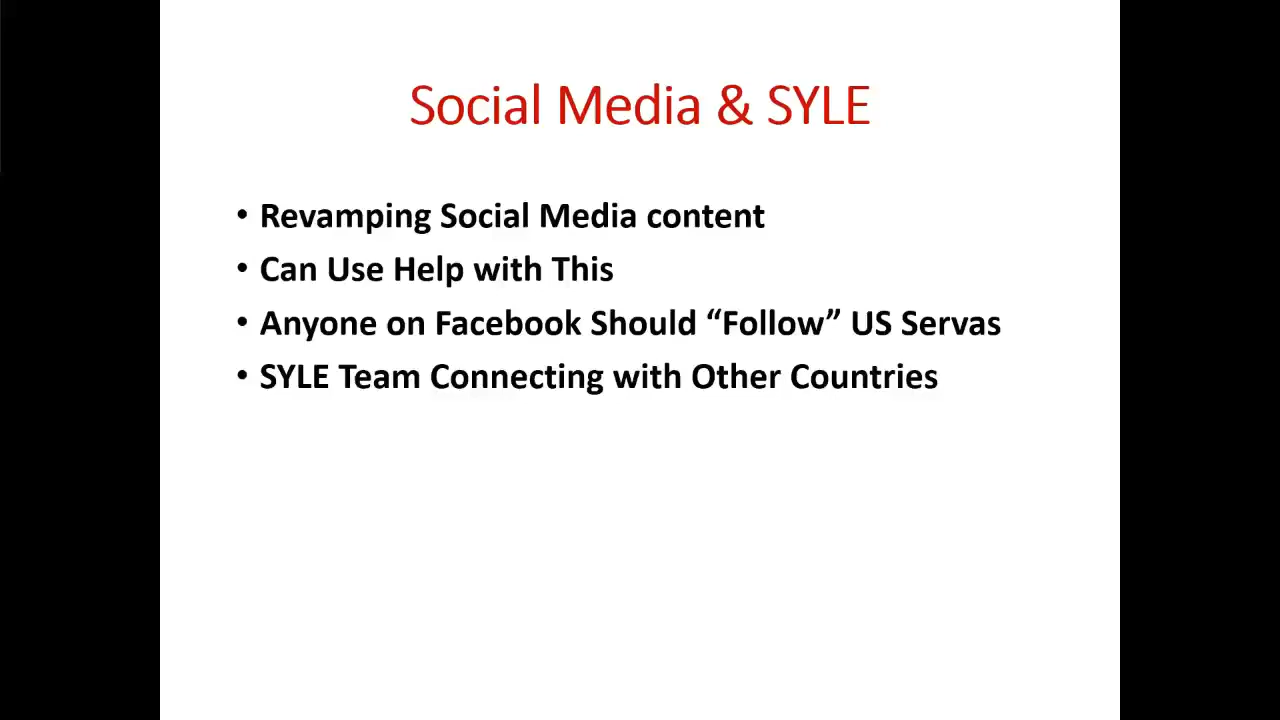 Social Media & SYLE
• Revamping Social Media content
• Can Use Help with This
• Anyone on Facebook Should “Follow” US Servas
• SYLE Team Connecting with Other Countries